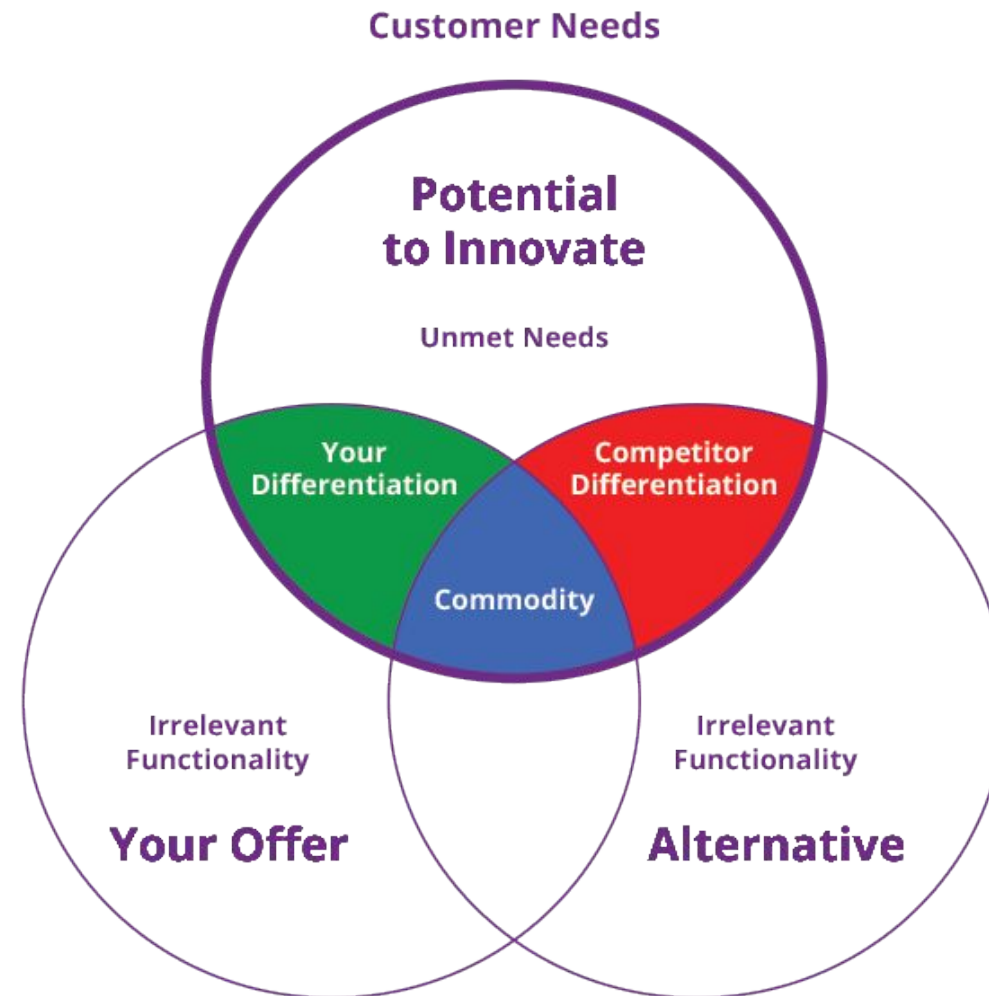 Customer Needs
Potential
to Innovate
Unmet Needs
Your
Differentiation
Competitor
Differentiation
Commodity
Irrelevant
Functionality
Irrelevant
Functionality
Your Offer
Alternative